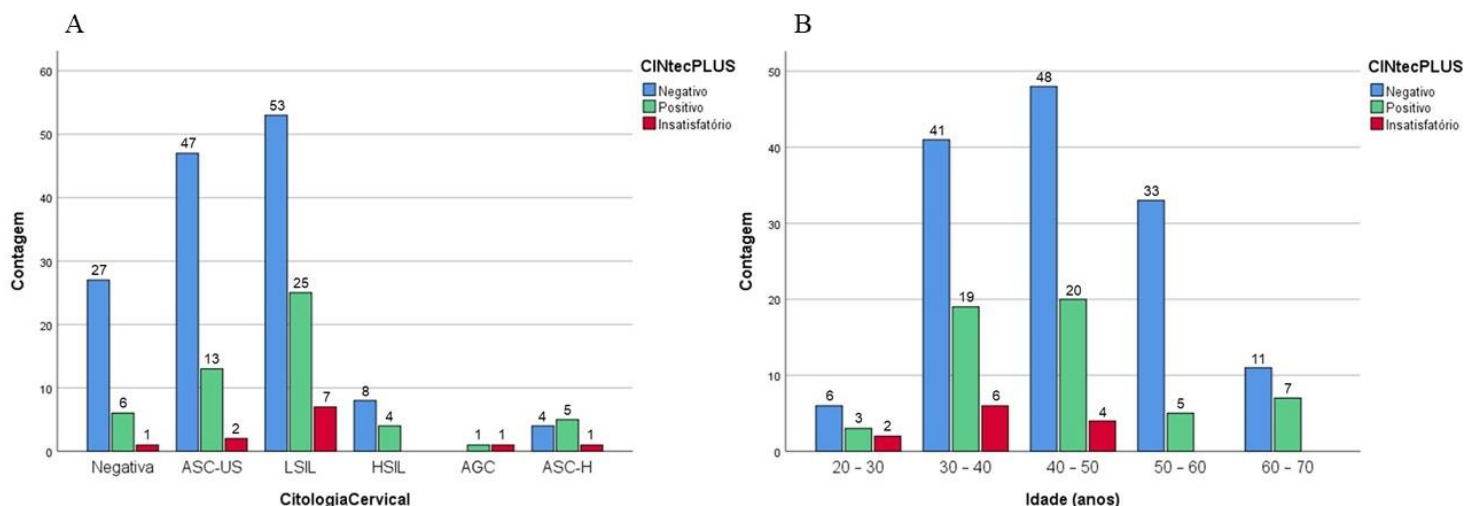 A
CINtecPLUS
Negativo
Positivo
Insatisfatório
Contagem
60
50
40
30
20
10
0
27
6
1
47
13
2
53
25
7
8
4
1
1
4
5
1
Negativa
ASC-US
LSIL
HSIL
AGC
ASC-H
CitologiaCervical
B
CINtecPLUS
Negativo
Positivo
Insatisfatório
Contagem
50
40
30
20
10
0
6
3
2
41
19
6
48
20
4
33
5
11
7
20 – 30
30 – 40
40 – 50
50 – 60
60 – 70
Idade (anos)